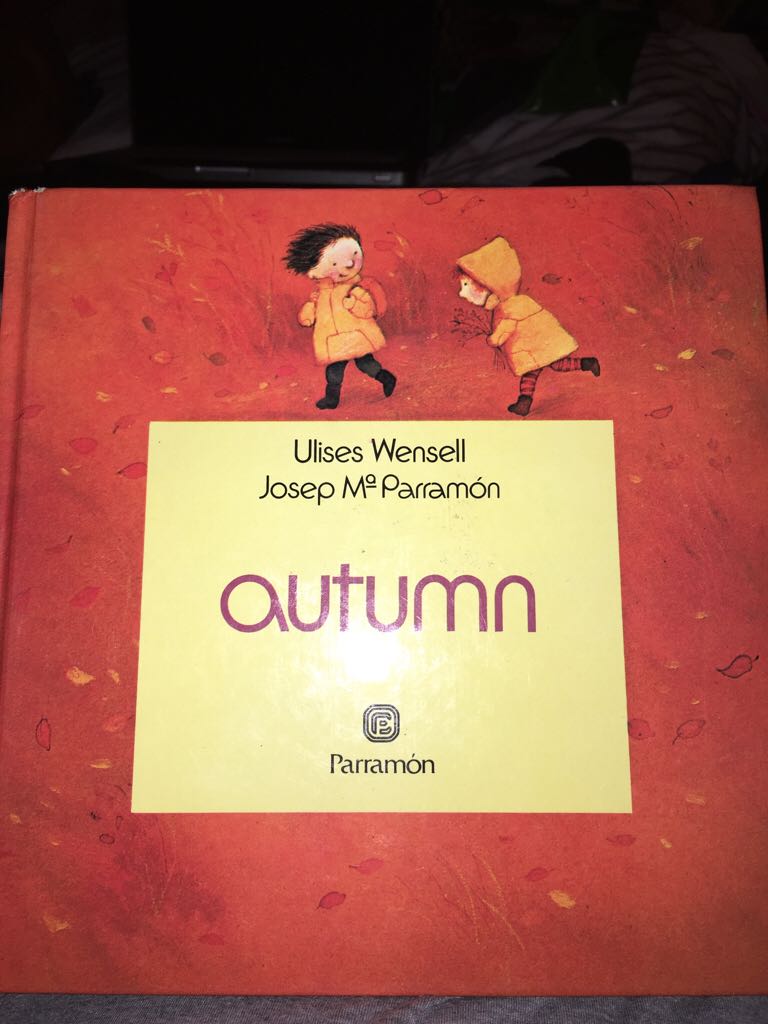 Ulises Wensell
Josep Mª Parramón
autumn
Parramón